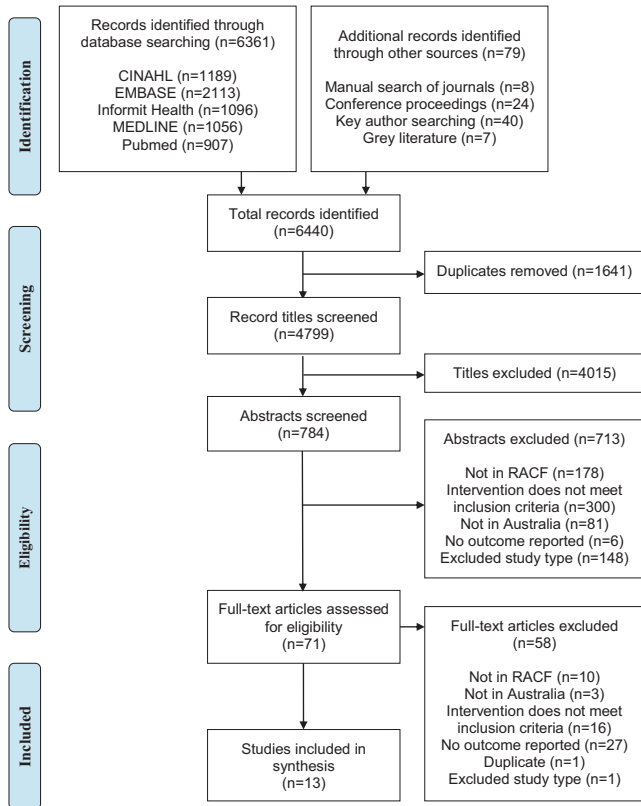 Identification
Records identified through
database searching (n=6361)
CINAHL (n=1189)
EMBASE (n=2113)
Informit Health (n=1096)
MEDLINE (n=1056)
Pubmed (n=907)
Additional records identified
through other sources (n=79)
Manual search of journals (n=8)
Conference proceedings (n=24)
Key author searching (n=40)
Grey literature (n=7)
Total records identified
(n=6440)
Screening
Duplicates removed (n=1641)
Record titles screened
(n=4799)
Titles excluded (n=4015)
Abstracts screened
(n=784)
Eligibility
Abstracts excluded (n=713)
Not in RACF (n=178)
Intervention does not meet
inclusion criteria (n=300)
Not in Australia (n=81)
No outcome reported (n=6)
Excluded study type (n=148)
Full-text articles assessed
for eligibility
(n=71)
Full-text articles excluded
(n=58)
Not in RACF (n=10)
Not in Australia (n=3)
Intervention does not meet
inclusion criteria (n=16)
No outcome reported (n=27)
Duplicate (n=1)
Excluded study type (n=1)
Included
Studies included in
synthesis
(n=13)